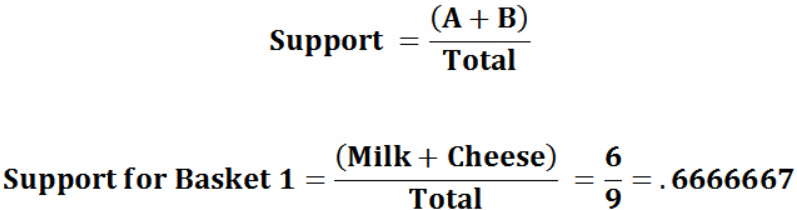 Support = (A + B) / Total
Support for Basket 1 = (Milk + Cheese) / Total = 6 / 9 = .6666667